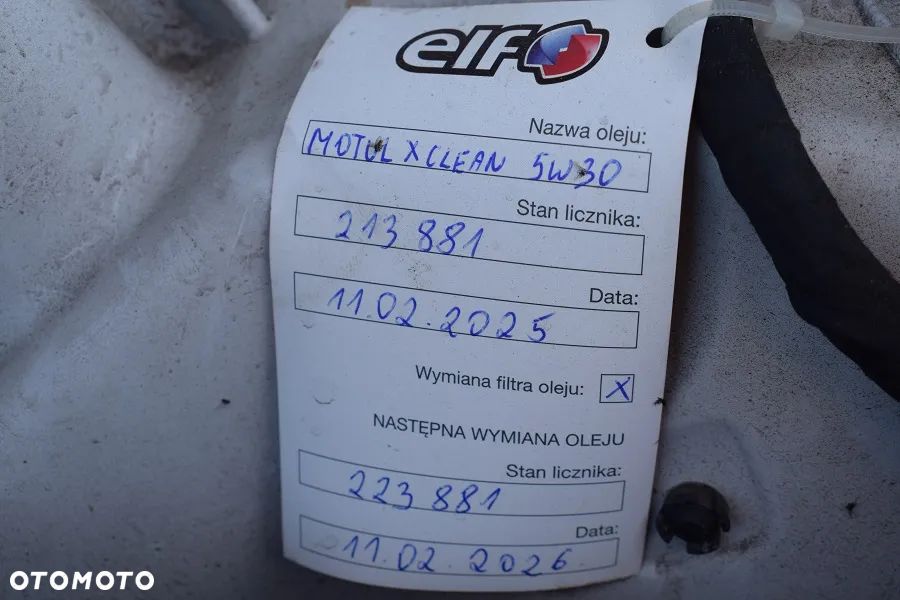 elf
Nazwa oleju:
MOTUL XCLEAN 5W30
Stan licznika:
213 881
Data:
11.02.2025
Wymiana filtra oleju: X
NASTĘPNA WYMIANA OLEJU
Stan licznika:
223 881
Data:
11.02.2026
OTOMOTO